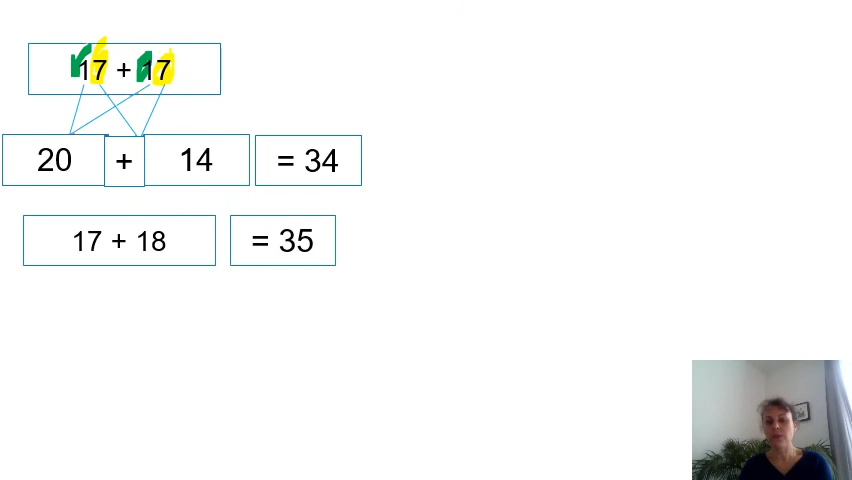 17 + 17
20 + 14 = 34
17 + 18 = 35